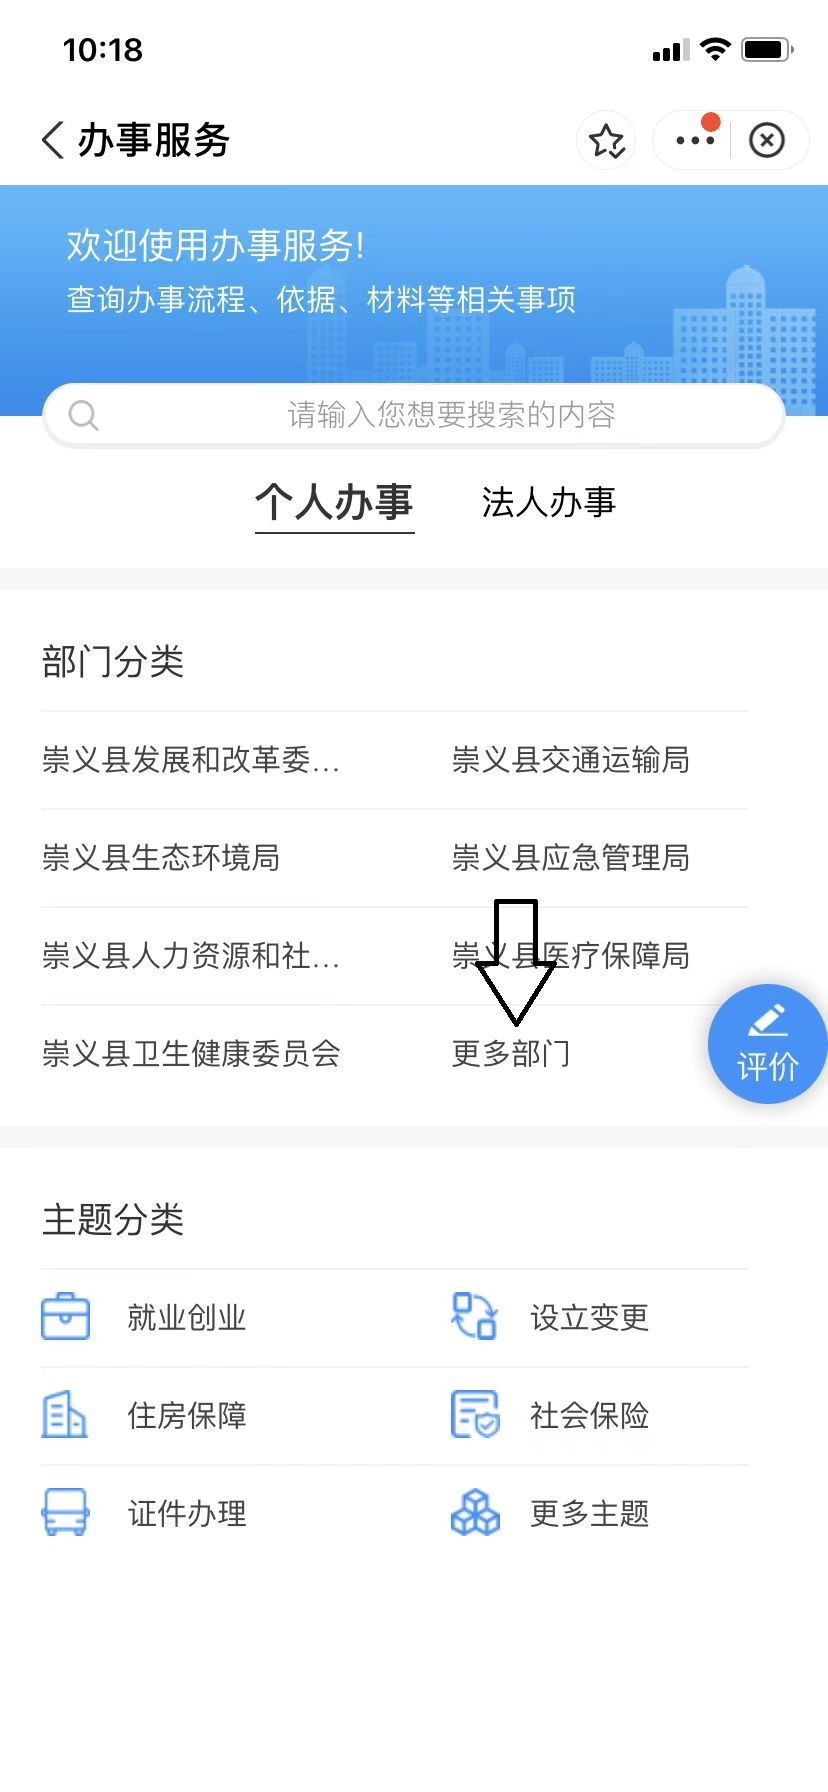 10:18
办事服务
欢迎使用办事服务!
查询办事流程、依据、材料等相关事项
请输入您想要搜索的内容
个人办事 法人办事
部门分类
崇义县发展和改革委... 崇义县交通运输局
崇义县生态环境局 崇义县应急管理局
崇义县人力资源和社... 崇义县医疗保障局
崇义县卫生健康委员会 更多部门
评价
主题分类
就业创业 设立变更
住房保障 社会保险
证件办理 更多主题